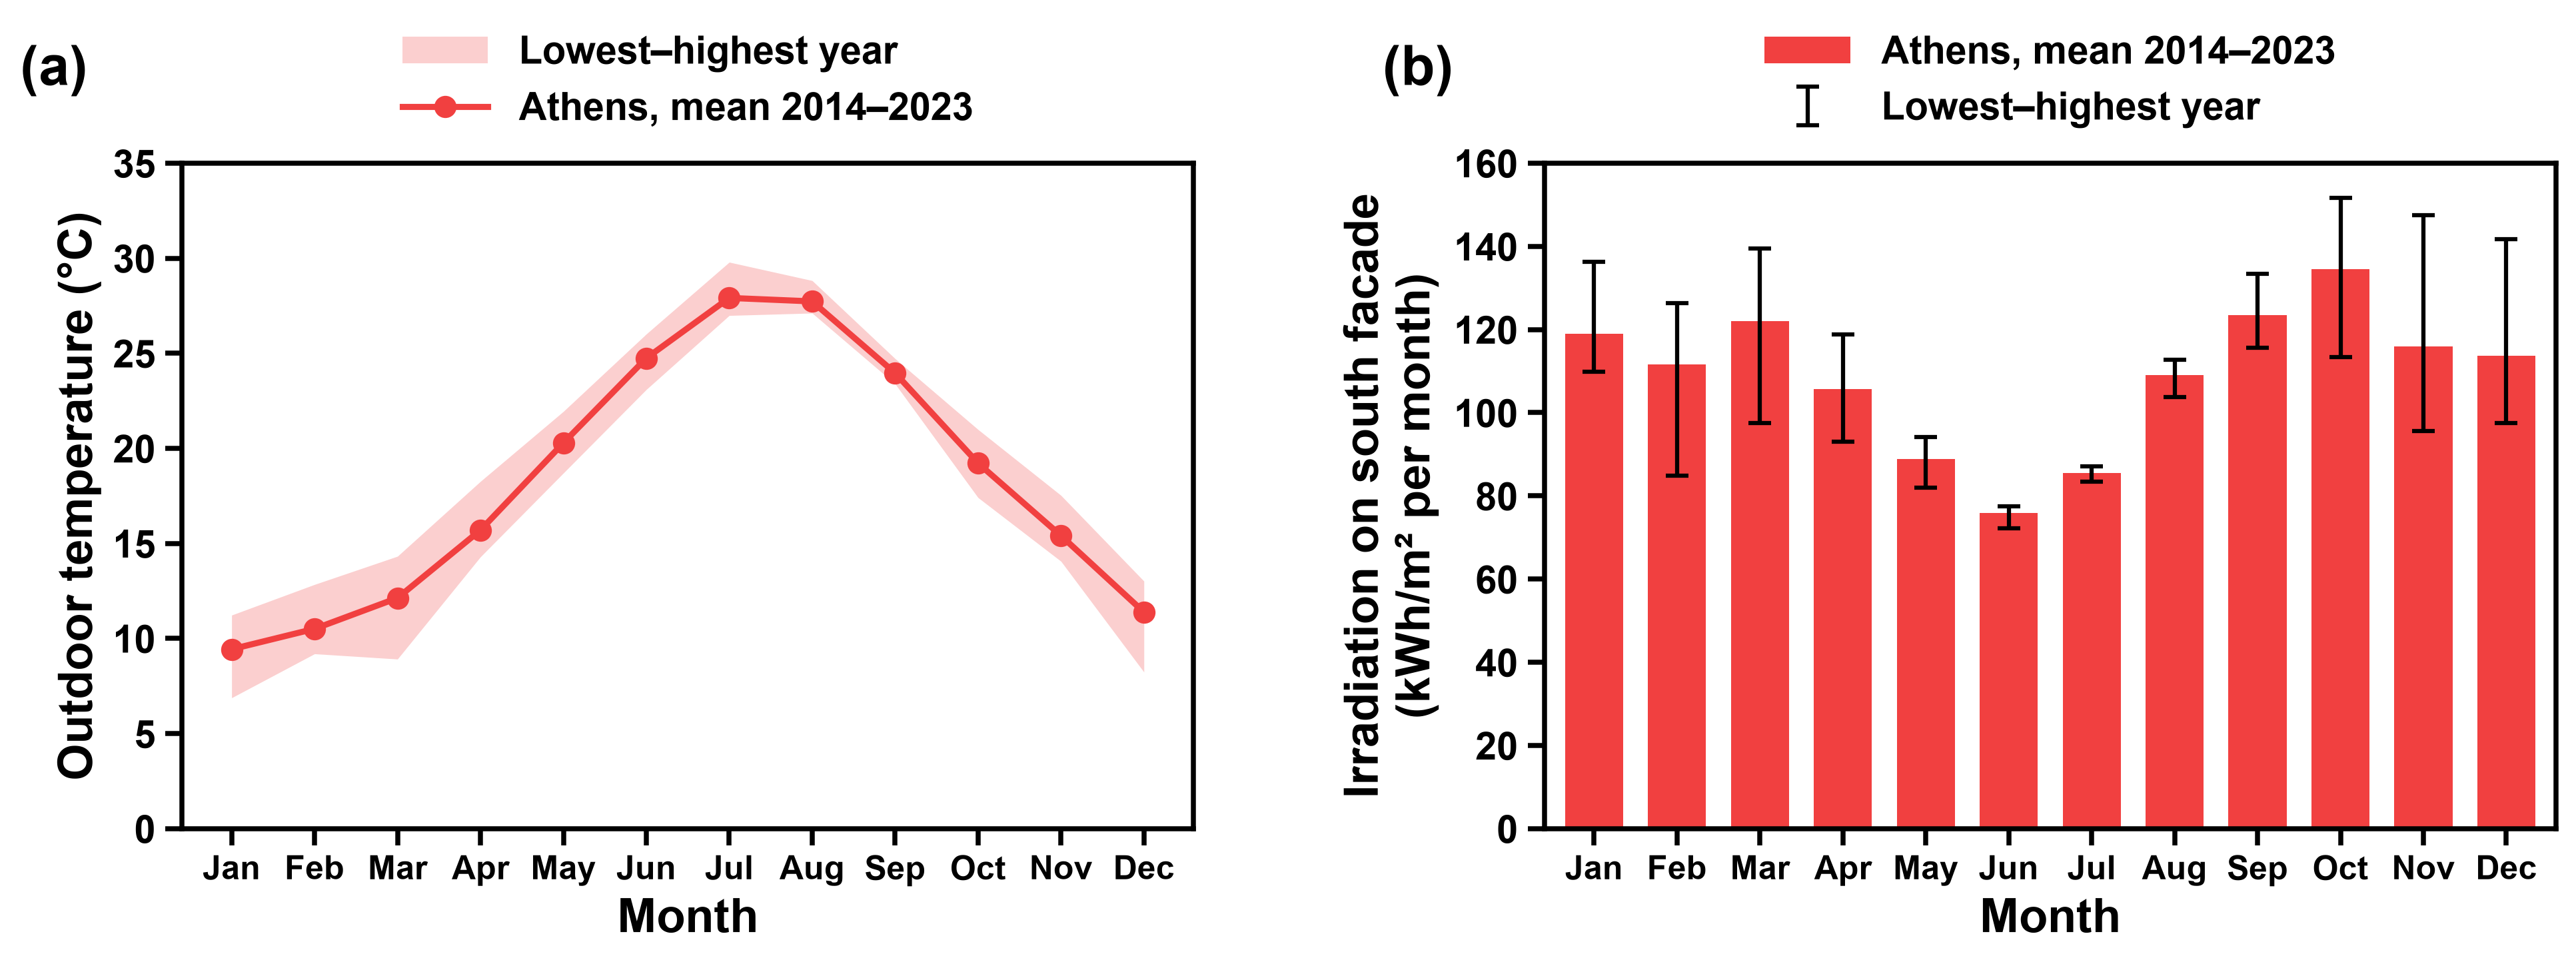 (a)
Lowest–highest year
Athens, mean 2014–2023
Outdoor temperature (°C)
35
30
25
20
15
10
5
0
Jan Feb Mar Apr May Jun Jul Aug Sep Oct Nov Dec
Month
(b)
Athens, mean 2014–2023
Lowest–highest year
Irradiation on south facade
(kWh/m² per month)
160
140
120
100
80
60
40
20
0
Jan Feb Mar Apr May Jun Jul Aug Sep Oct Nov Dec
Month